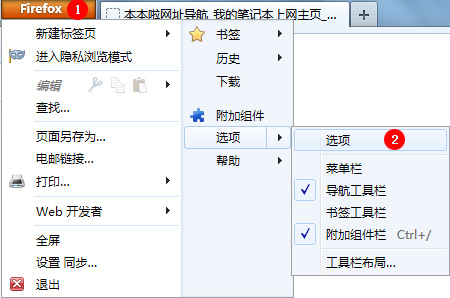 Firefox 1
本本啦网址导航_我的笔记本上网主页_...
新建标签页
进入隐私浏览模式
编辑
查找...
页面另存为...
电邮链接...
打印...
Web 开发者
全屏
设置 同步...
退出
书签
历史
下载
附加组件
选项
帮助
选项 2
菜单栏
导航工具栏
书签工具栏
附加组件栏 Ctrl+/
工具栏布局...